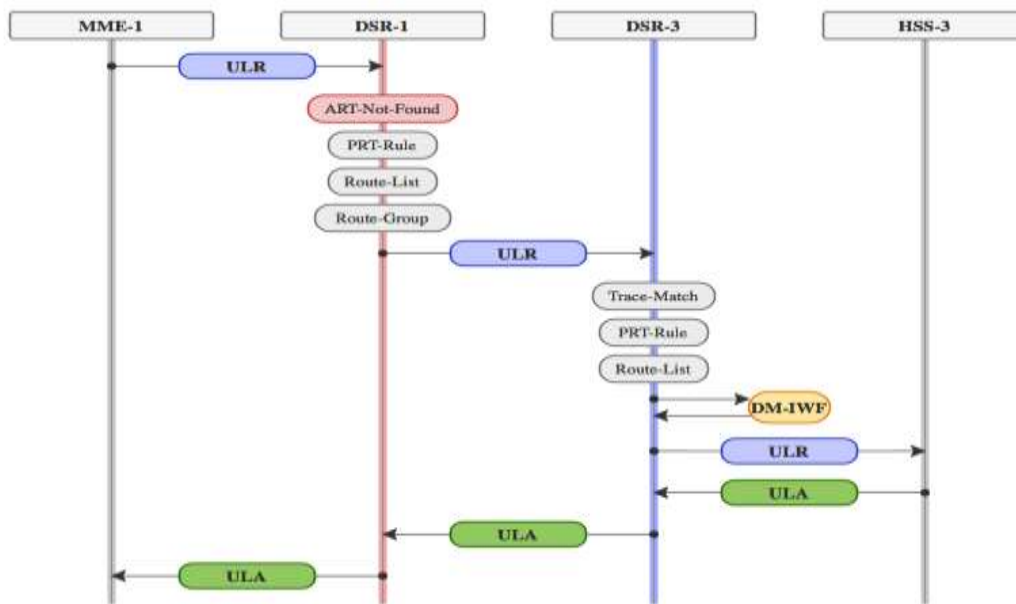 MME-1 DSR-1 DSR-3 HSS-3
ULR
ART-Not-Found
PRT-Rule
Route-List
Route-Group
ULR
Trace-Match
PRT-Rule
Route-List
DM-IWF
ULR
ULA
ULA
ULA